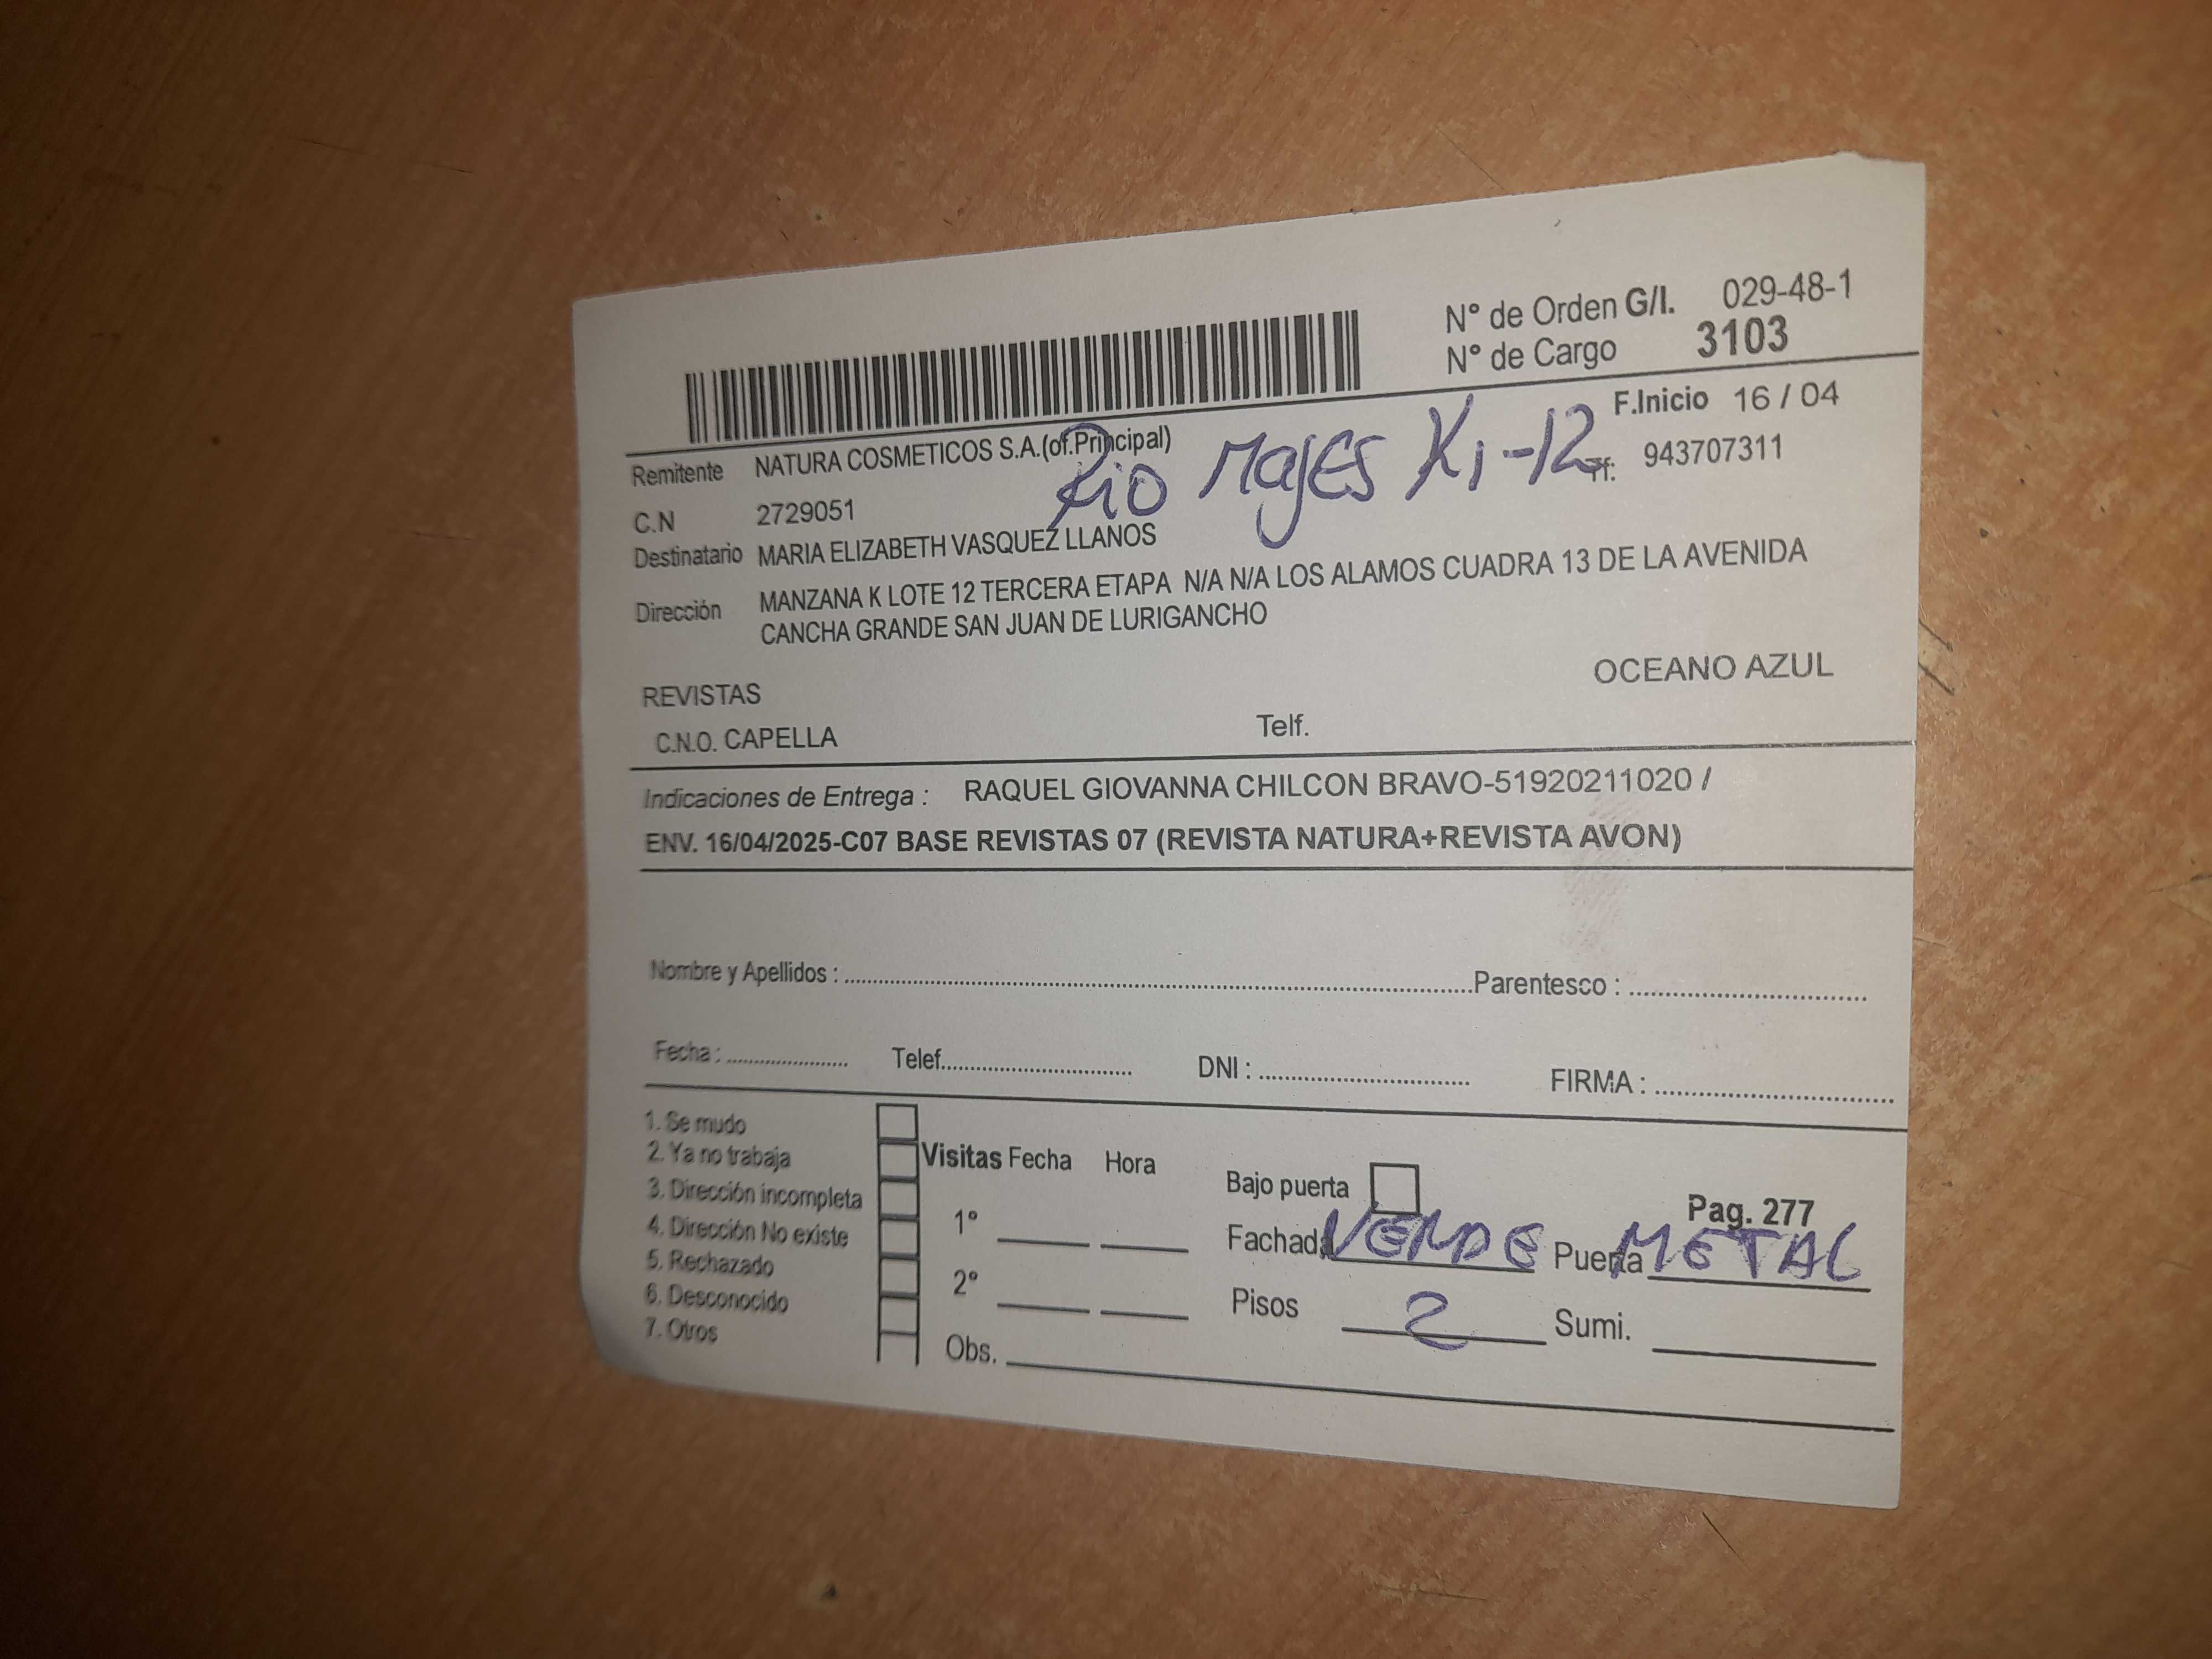 N° de Orden G/I. 029-48-1
N° de Cargo 3103
F.Inicio 16 / 04
Remitente NATURA COSMETICOS S.A.(of.Principal)
Rio Majes K1-12
Tf: 943707311
C.N 2729051
Destinatario MARIA ELIZABETH VASQUEZ LLANOS
Dirección MANZANA K LOTE 12 TERCERA ETAPA N/A N/A LOS ALAMOS CUADRA 13 DE LA AVENIDA
CANCHA GRANDE SAN JUAN DE LURIGANCHO
OCEANO AZUL
REVISTAS
C.N.O. CAPELLA Telf.
Indicaciones de Entrega : RAQUEL GIOVANNA CHILCON BRAVO-51920211020 /
ENV. 16/04/2025-C07 BASE REVISTAS 07 (REVISTA NATURA+REVISTA AVON)
Nombre y Apellidos : Parentesco :
Fecha : Telef. DNI : FIRMA :
1. Se mudo
2. Ya no trabaja
3. Dirección incompleta
4. Dirección No existe
5. Rechazado
6. Desconocido
7. Otros
Visitas Fecha Hora
1°
2°
Obs.
Bajo puerta
Pag. 277
Fachada VERDE Puerta METAL
Pisos 2 Sumi.